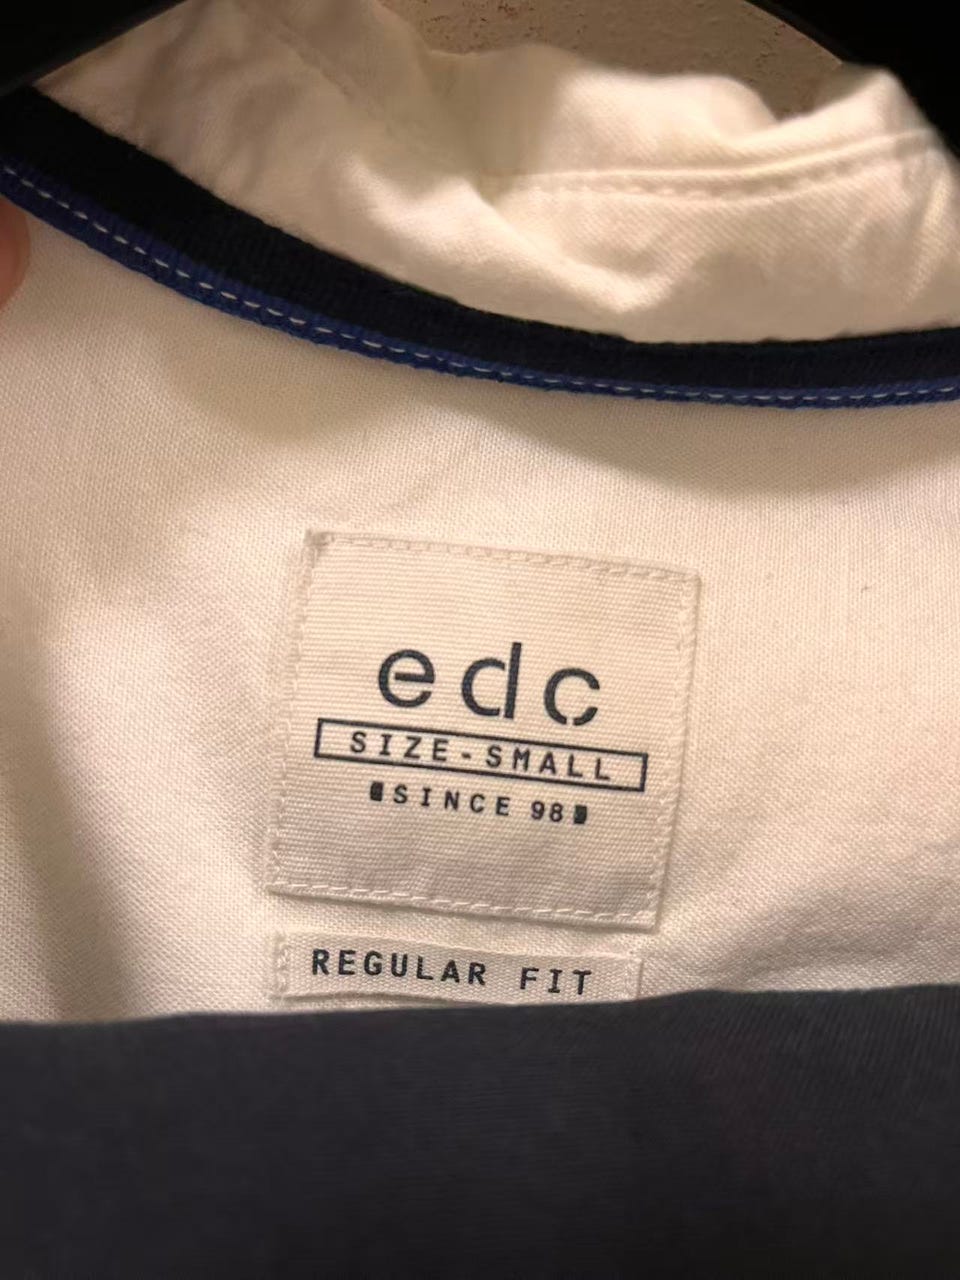 edc
SIZE-SMALL
SINCE 98
REGULAR FIT